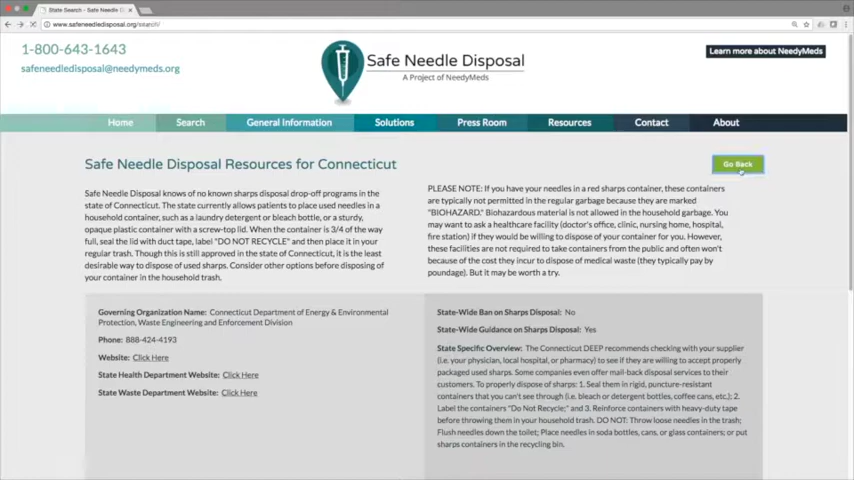 State Search - Safe Needle D
www.safeneedledisposal.org/search/
1-800-643-1643
safeneedledisposal@needymeds.org
Safe Needle Disposal
A Project of NeedyMeds
Learn more about NeedyMeds
Home Search General Information Solutions Press Room Resources Contact About
Safe Needle Disposal Resources for Connecticut
Go Back
Safe Needle Disposal knows of no known sharps disposal drop-off programs in the
state of Connecticut. The state currently allows patients to place used needles in a
household container, such as a laundry detergent or bleach bottle, or a sturdy,
opaque plastic container with a screw-top lid. When the container is 3/4 of the way
full, seal the lid with duct tape, label "DO NOT RECYCLE" and then place it in your
regular trash. Though this is still approved in the state of Connecticut, it is the least
desirable way to dispose of used sharps. Consider other options before disposing of
your container in the household trash.
PLEASE NOTE: If you have your needles in a red sharps container, these containers
are typically not permitted in the regular garbage because they are marked
"BIOHAZARD." Biohazardous material is not allowed in the household garbage. You
may want to ask a healthcare facility (doctor's office, clinic, nursing home, hospital,
fire station) if they would be willing to dispose of your container for you. However,
these facilities are not required to take containers from the public and often won't
because of the cost they incur to dispose of medical waste (they typically pay by
poundage). But it may be worth a try.
Governing Organization Name: Connecticut Department of Energy & Environmental
Protection, Waste Engineering and Enforcement Division
Phone: 888-424-4193
Website: Click Here
State Health Department Website: Click Here
State Waste Department Website: Click Here
State-Wide Ban on Sharps Disposal: No
State-Wide Guidance on Sharps Disposal: Yes
State Specific Overview: The Connecticut DEEP recommends checking with your supplier
(i.e. your physician, local hospital, or pharmacy) to see if they are willing to accept properly
packaged used sharps. Some companies even offer mail-back disposal services to their
customers. To properly dispose of sharps: 1. Seal them in rigid, puncture-resistant
containers that you can't see through (i.e. bleach or detergent bottles, coffee cans, etc.); 2.
Label the containers "Do Not Recycle;" and 3. Reinforce containers with heavy-duty tape
before throwing them in your household trash. DO NOT: Throw loose needles in trash;
Flush needles down the toilet; Place needles in soda bottles, cans, or glass containers; or put
sharps containers in the recycling bin.